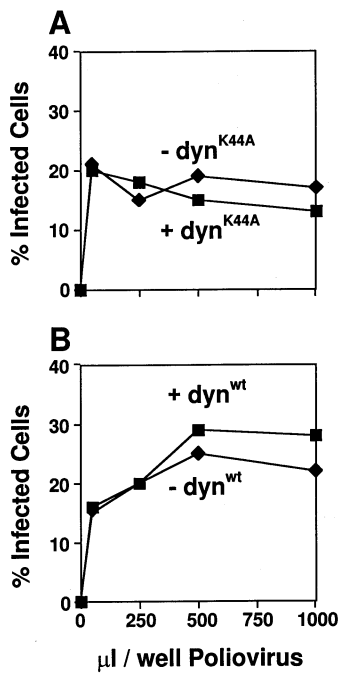 A
40
30
20
10
0
% Infected Cells
- dynK44A
+ dynK44A
B
40
30
20
10
0
% Infected Cells
+ dynwt
- dynwt
0 250 500 750 1000
µl / well Poliovirus